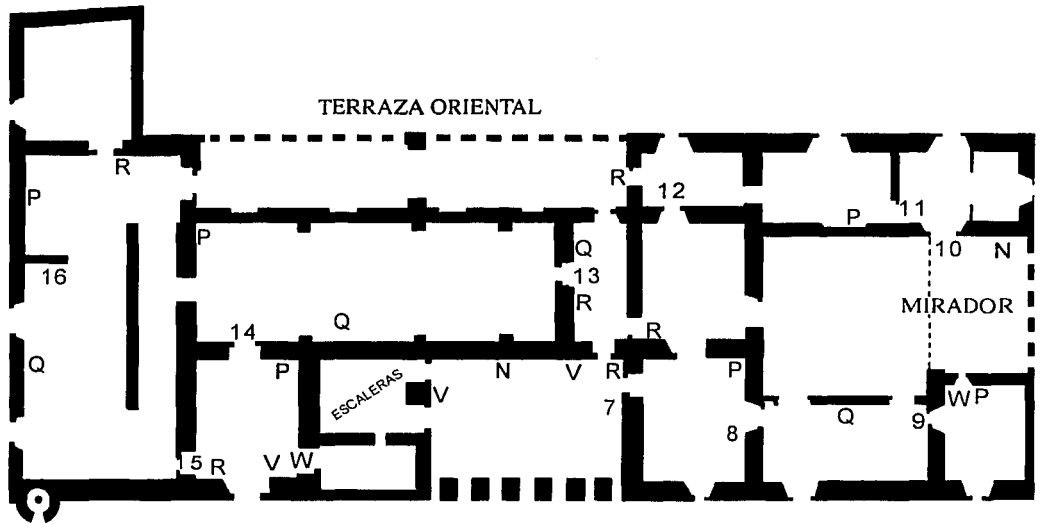 TERRAZA ORIENTAL
R
R
12
P
P
P
11
Q
10
N
16
13
R
MIRADOR
Q
14
R
Q
P
ESCALERAS
N
V
R
P
V
7
W P
Q
9
8
15 R
V W